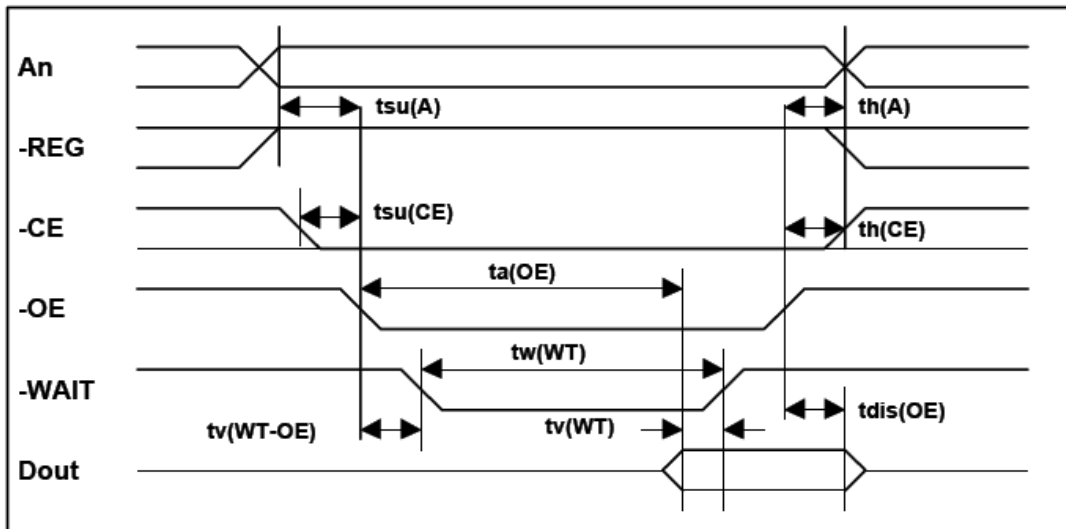 An
tsu(A)
th(A)
-REG
tsu(CE)
-CE
th(CE)
ta(OE)
-OE
tw(WT)
-WAIT
tdis(OE)
tv(WT-OE)
tv(WT)
Dout